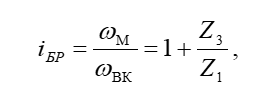 i_БР = ω_М / ω_ВК = 1 + Z_3 / Z_1 ,